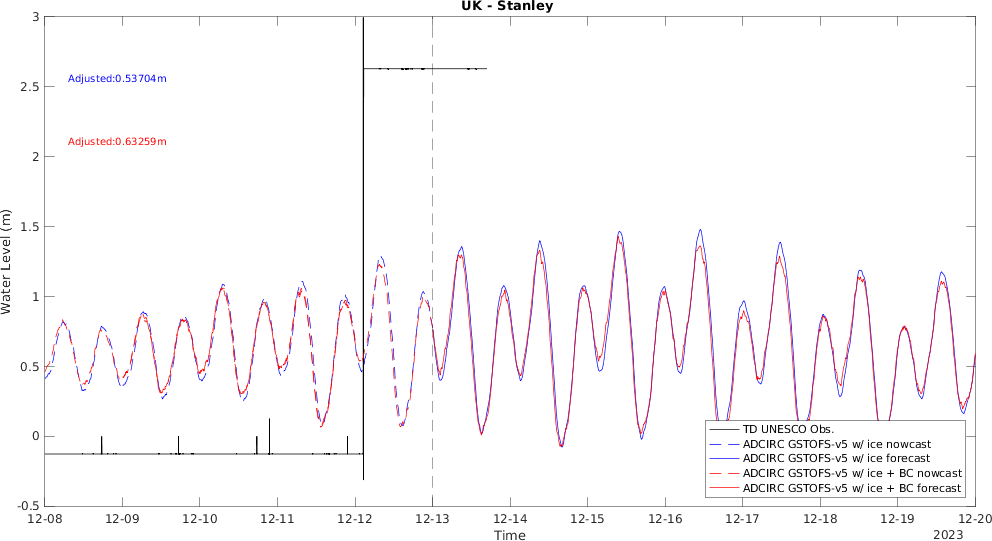 UK - Stanley
Adjusted:0.53704m
Adjusted:0.63259m
3
2.5
2
1.5
1
0.5
0
-0.5
Water Level (m)
TD UNESCO Obs.
ADCIRC GSTOFS-v5 w/ ice nowcast
ADCIRC GSTOFS-v5 w/ ice forecast
ADCIRC GSTOFS-v5 w/ ice + BC nowcast
ADCIRC GSTOFS-v5 w/ ice + BC forecast
12-08 12-09 12-10 12-11 12-12 12-13 12-14 12-15 12-16 12-17 12-18 12-19 12-20
Time
2023